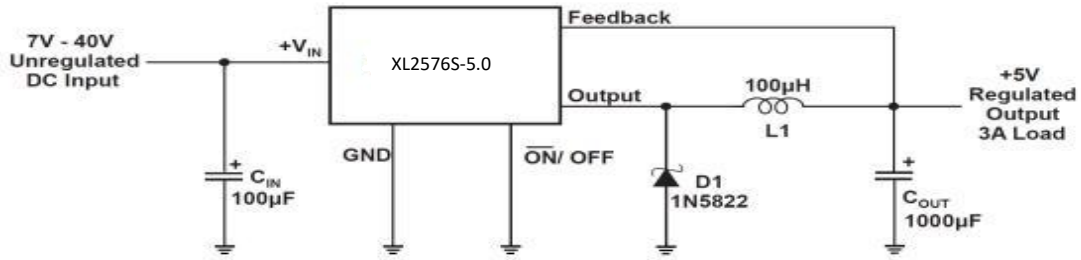 Feedback
7V - 40V
Unregulated
DC Input
+VIN
XL2576S-5.0
Output
100µH
L1
+5V
Regulated
Output
3A Load
GND
ON/ OFF
+
CIN
100µF
D1
1N5822
+
COUT
1000µF